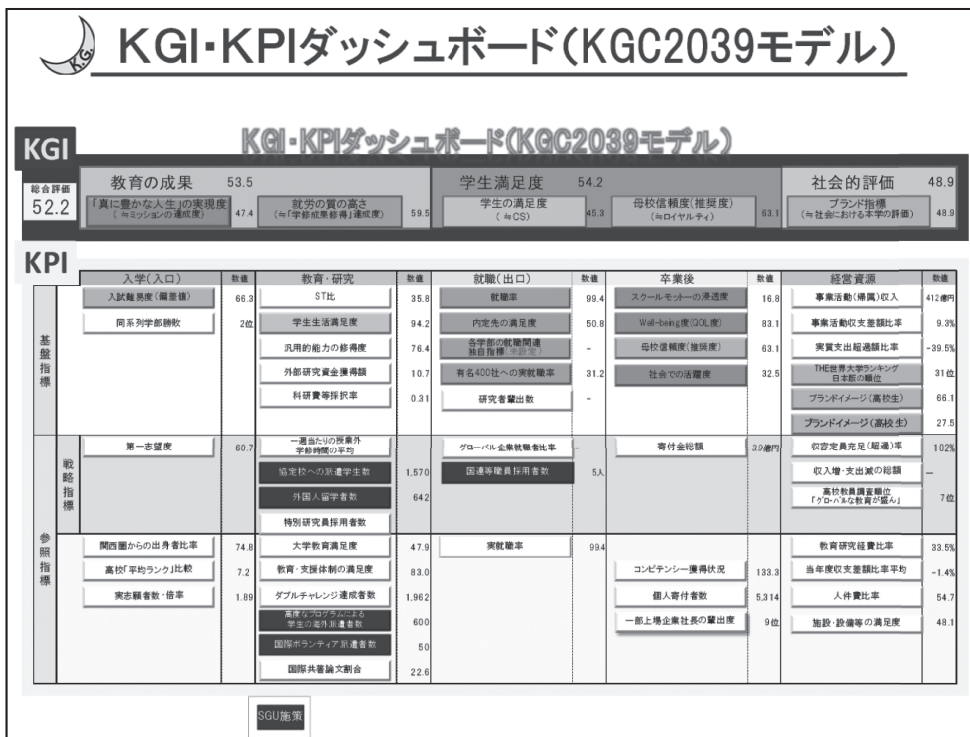 K.G.
KGI・KPIダッシュボード(KGC2039モデル)
KGI
KGI・KPIダッシュボード(KGC2039モデル)
総合評価
52.2
教育の成果 53.5
「真に豊かな人生」の実現度
(≒ミッションの達成度)
47.4
就労の質の高さ
(≒「学修成果修得」達成度)
59.5
学生満足度 54.2
学生の満足度
(≒CS)
45.3
母校信頼度(推奨度)
(≒ロイヤルティ)
63.1
社会的評価 48.9
ブランド指標
(≒社会における本学の評価)
48.9
KPI
入学(入口) 数値 教育・研究 数値 就職(出口) 数値 卒業後 数値 経営資源 数値
基盤指標
入試難易度(偏差値) 66.3
同系列学部勝敗 2位
ST比 35.8
学生生活満足度 94.2
汎用的能力の修得度 76.4
外部研究資金獲得額 10.7
科研費等採択率 0.31
就職率 99.4
内定先の満足度 50.8
各学部の就職関連
独自指標(未設定)
-
有名400社への実就職率 31.2
研究者輩出数 -
スクールモットーの浸透度 16.8
Well-being度(QOL度) 83.1
母校信頼度(推奨度) 63.1
社会での活躍度 32.5
事業活動(帰属)収入 412億円
事業活動収支差額比率 9.3%
実質支出超過額比率 -39.5%
THE世界大学ランキング
日本版の順位
31位
ブランドイメージ(高校生) 66.1
ブランドイメージ(高校生) 27.5
参照指標
戦略指標
第一志望度 60.7
一週当たりの授業外
学修時間の平均
協定校への派遣学生数 1,570
外国人留学者数 642
特別研究員採用者数
グローバル企業就職者比率 -
国連等職員採用者数 5人
寄付金総額 3.9億円
収容定員充足(超過)率 102%
収入増・支出減の総額 －
高校教員調査順位
「グローバルな教育が盛ん」
7位
関西圏からの出身者比率 74.8
高校「平均ランク」比較 7.2
実志願者数・倍率 1.89
大学教育満足度 47.9
教育・支援体制の満足度 83.0
ダブルチャレンジ達成者数 1,962
高度なプログラムによる
学生の海外派遣者数
600
国際ボランティア派遣者数 50
国際共著論文割合 22.6
実就職率 99.4
コンピテンシー獲得状況 133.3
個人寄付者数 5,314
一部上場企業社長の輩出度 9位
教育研究経費比率 33.5%
当年度収支差額比率平均 -1.4%
人件費比率 54.7
施設・設備等の満足度 48.1
SGU施策